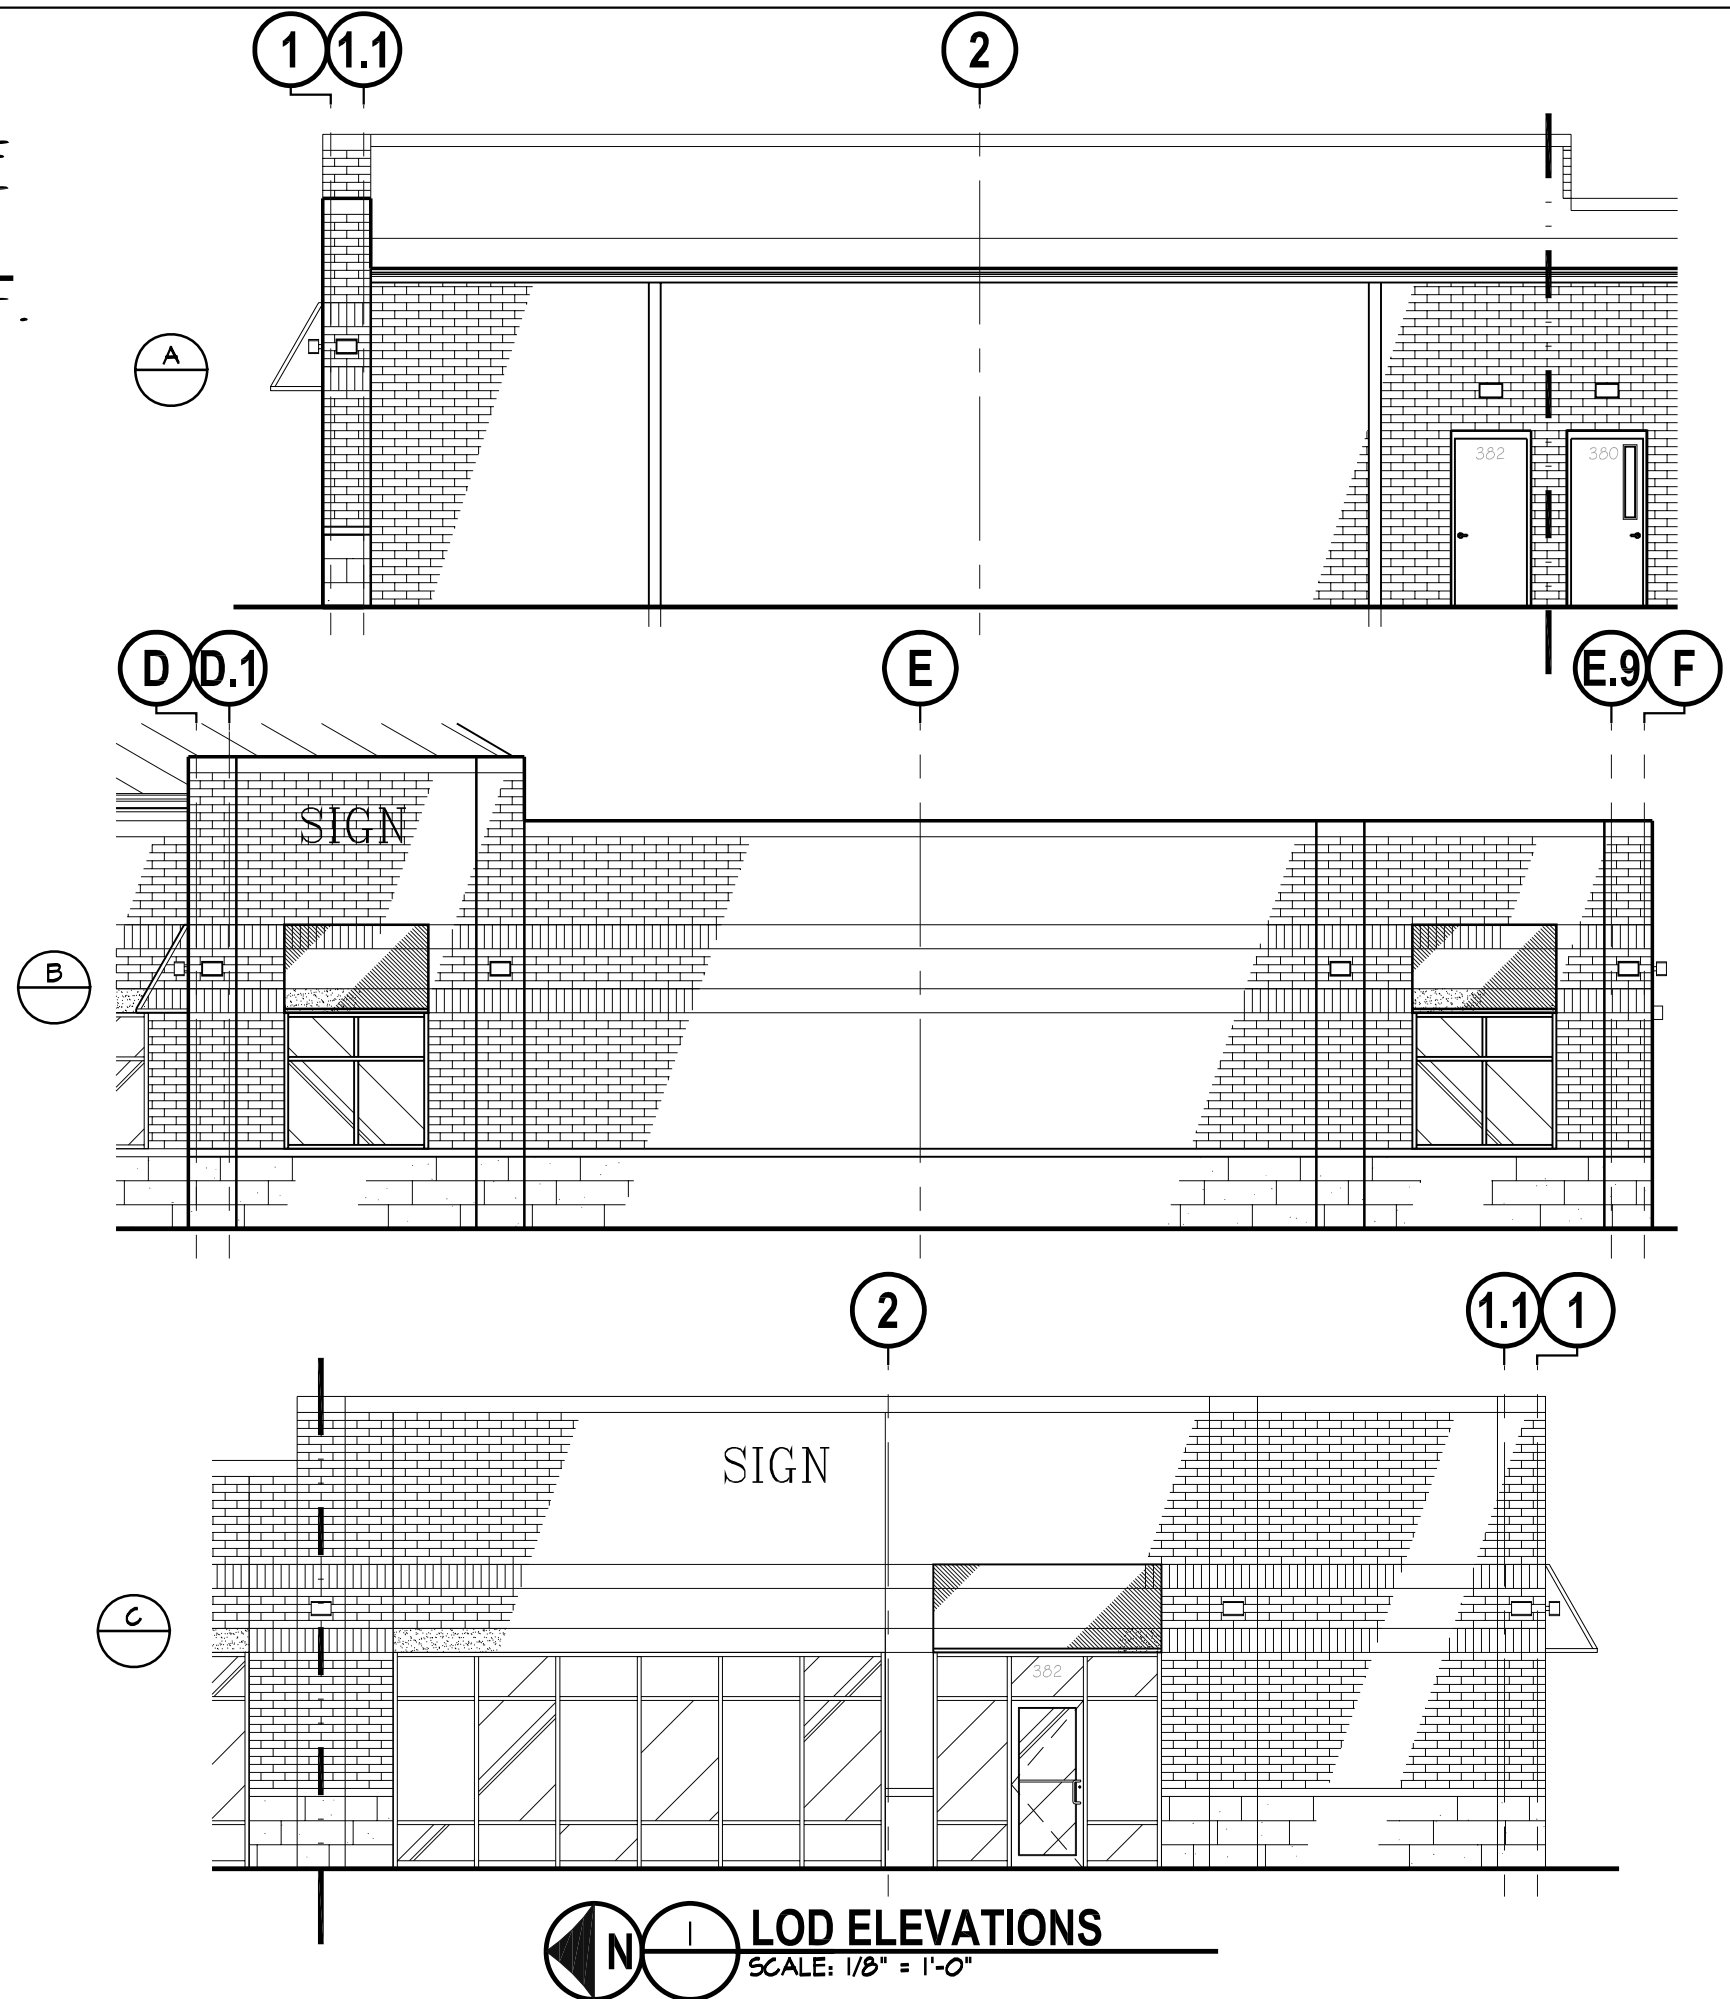 1 1.1 2
A
382 380
D D.1 E E.9 F
SIGN
B
2 1.1 1
SIGN
C
382
N 1 LOD ELEVATIONS
SCALE: 1/8" = 1'-0"